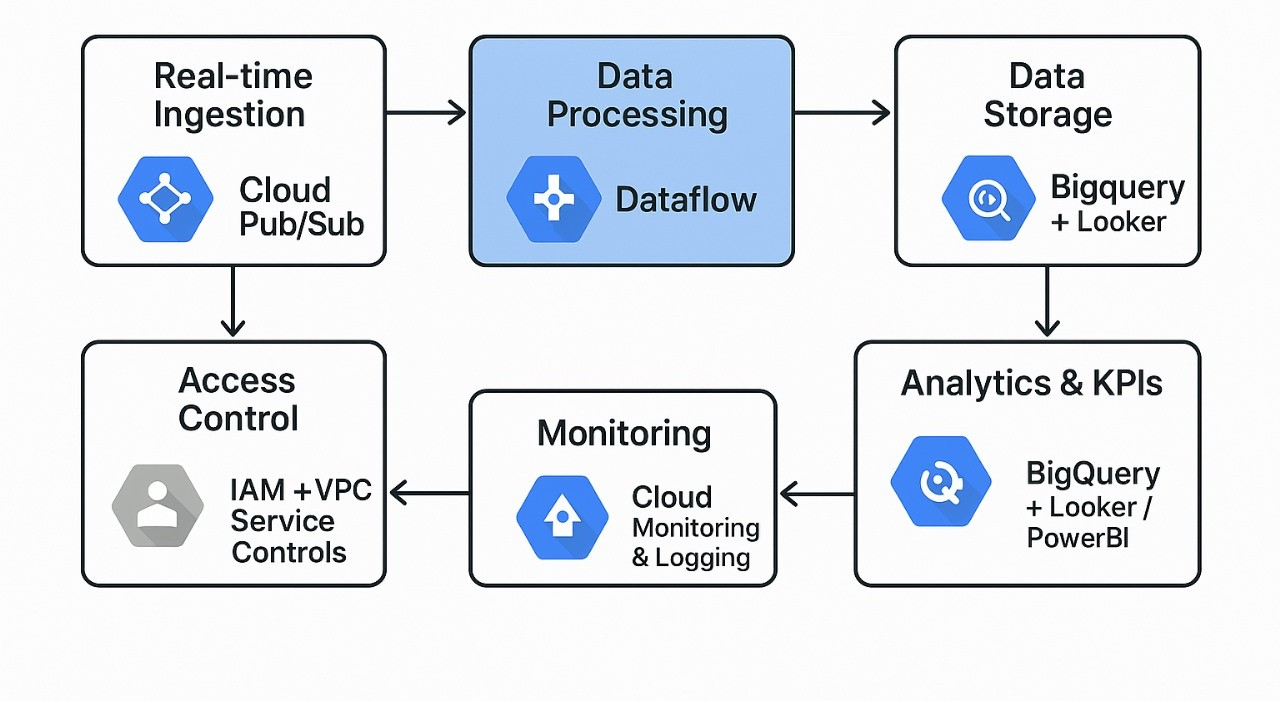 Real-time
Ingestion
Cloud
Pub/Sub
Data
Processing
Dataflow
Data
Storage
Bigquery
+ Looker
Access
Control
IAM + VPC
Service
Controls
Monitoring
Cloud
Monitoring
& Logging
Analytics & KPIs
BigQuery
+ Looker /
PowerBI